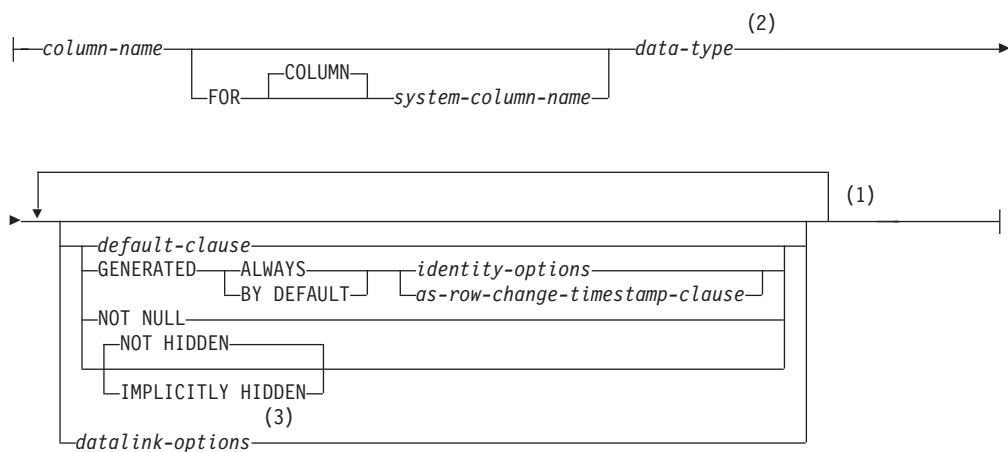 (2)
column-name data-type
COLUMN
FOR system-column-name
(1)
default-clause
GENERATED ALWAYS identity-options
BY DEFAULT as-row-change-timestamp-clause
NOT NULL
NOT HIDDEN
IMPLICITLY HIDDEN
(3)
datalink-options